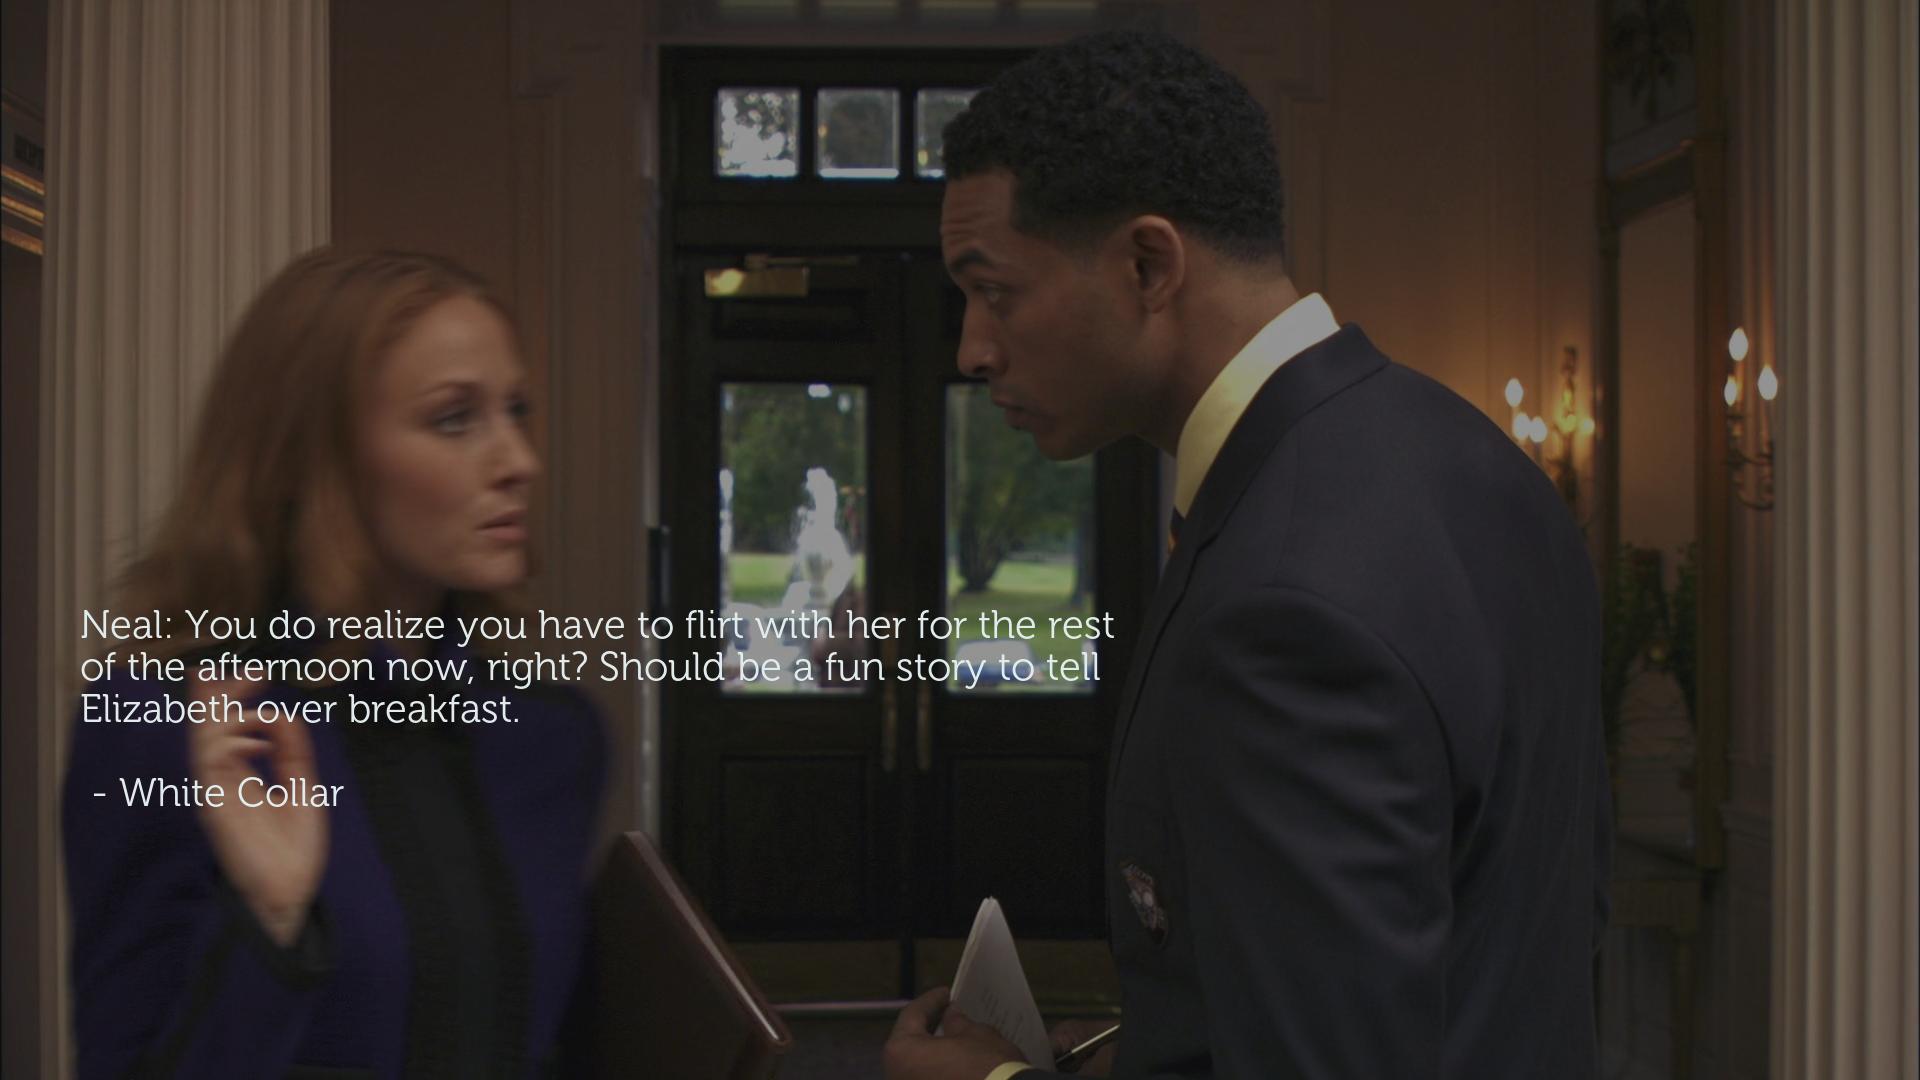 Neal: You do realize you have to flirt with her for the rest
of the afternoon now, right? Should be a fun story to tell
Elizabeth over breakfast.
- White Collar